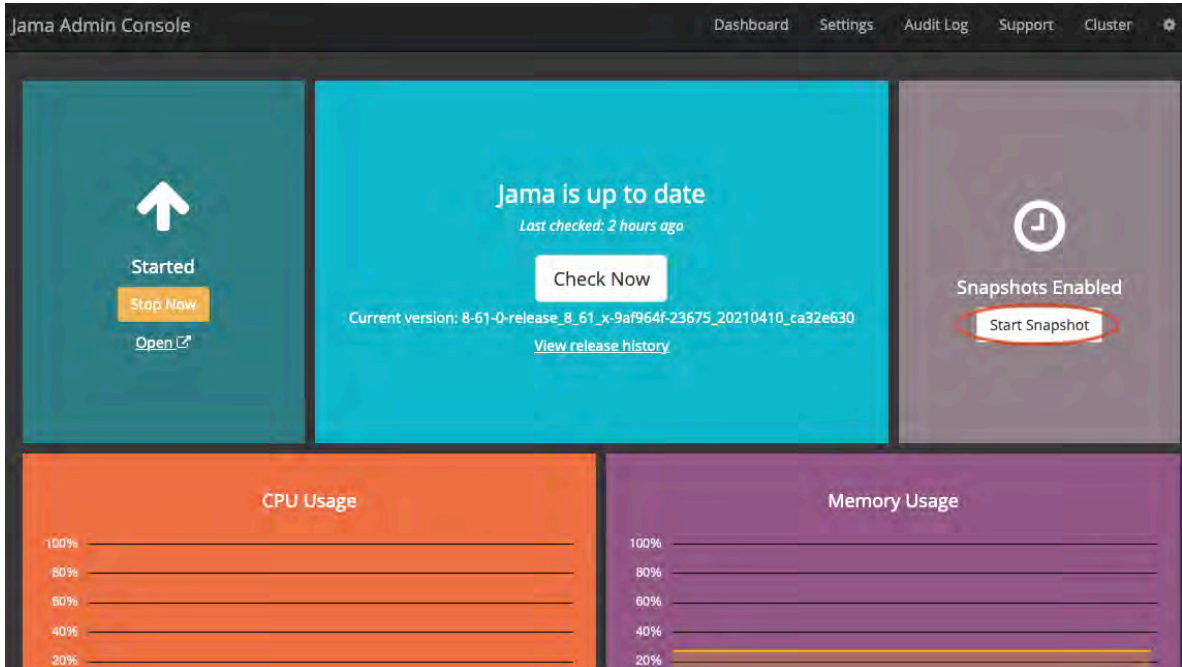 Jama Admin Console
Dashboard Settings Audit Log Support Cluster
Started
Stop Now
Open
Jama is up to date
Last checked: 2 hours ago
Check Now
Current version: 8-61-0-release_8_61_x-9af964f-23675_20210410_ca32e630
View release history
Snapshots Enabled
Start Snapshot
CPU Usage
100%
80%
60%
40%
20%
Memory Usage
100%
80%
60%
40%
20%